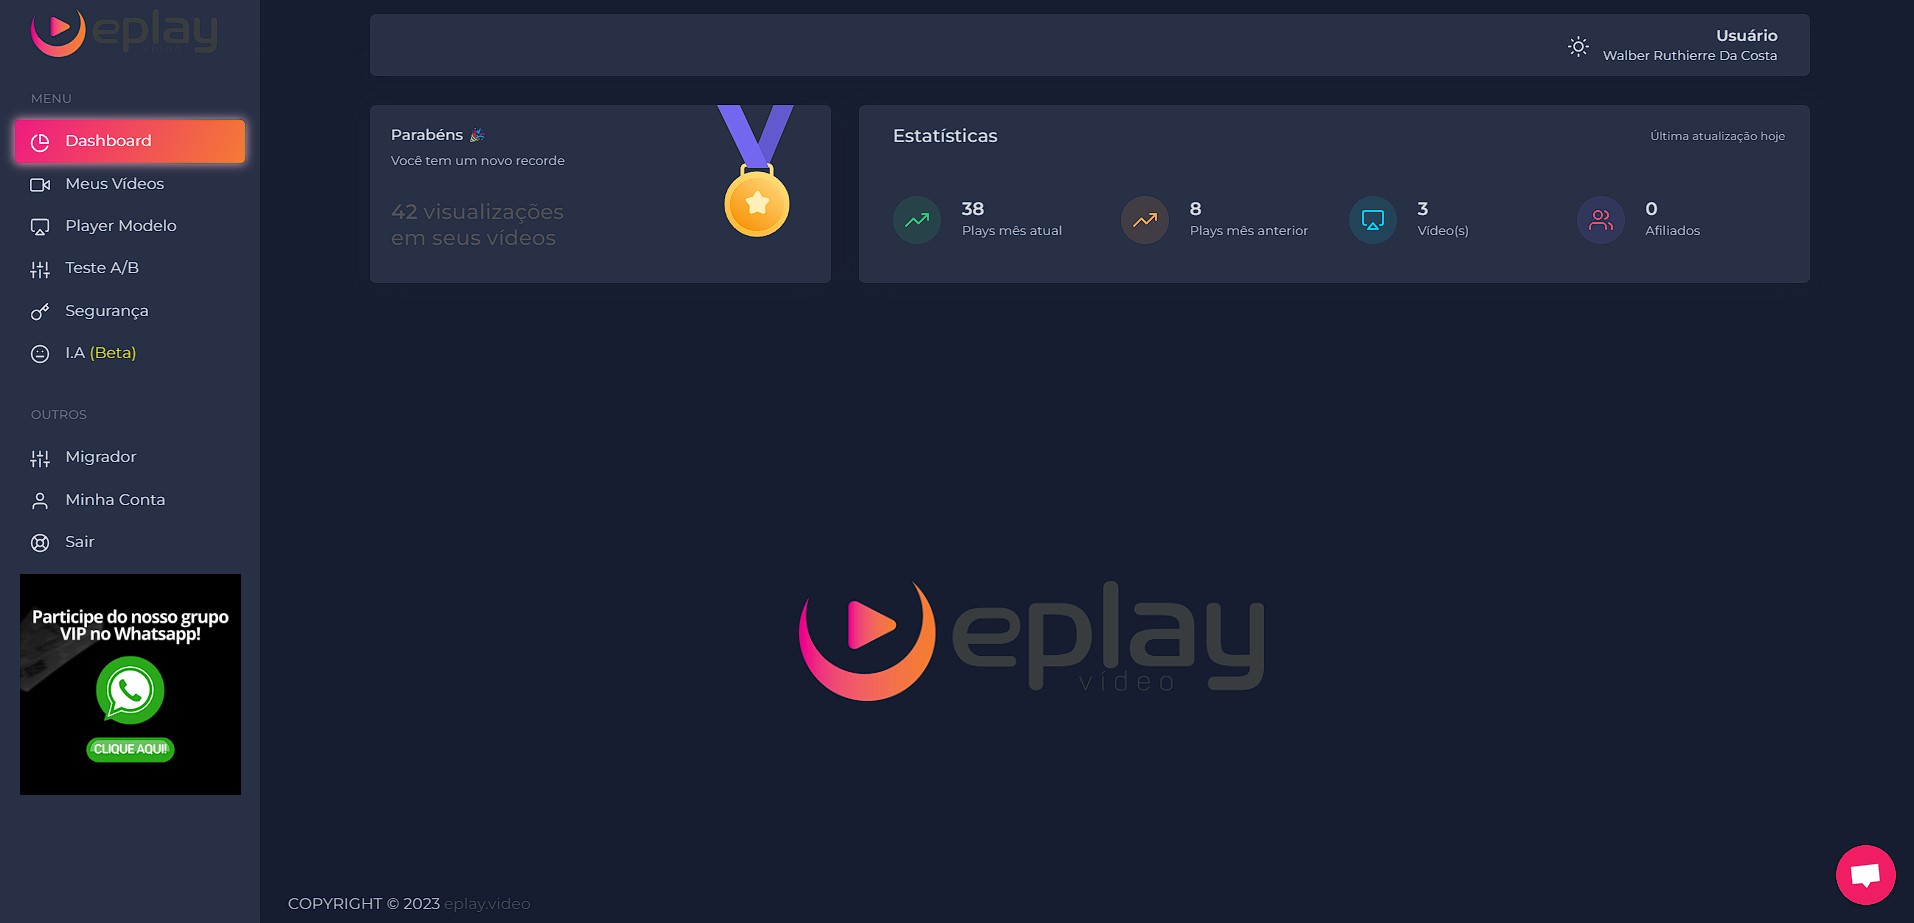 eplay
vídeo
MENU
Dashboard
Meus Vídeos
Player Modelo
Teste A/B
Segurança
I.A (Beta)
OUTROS
Migrador
Minha Conta
Sair
Participe do nosso grupo
VIP no Whatsapp!
CLIQUE AQUI!
Usuário
Walber Ruthierre Da Costa
Parabéns
Você tem um novo recorde
42 visualizações
em seus vídeos
Estatísticas
Última atualização hoje
38
Plays mês atual
8
Plays mês anterior
3
Vídeo(s)
0
Afiliados
eplay
vídeo
COPYRIGHT © 2023 eplay.video